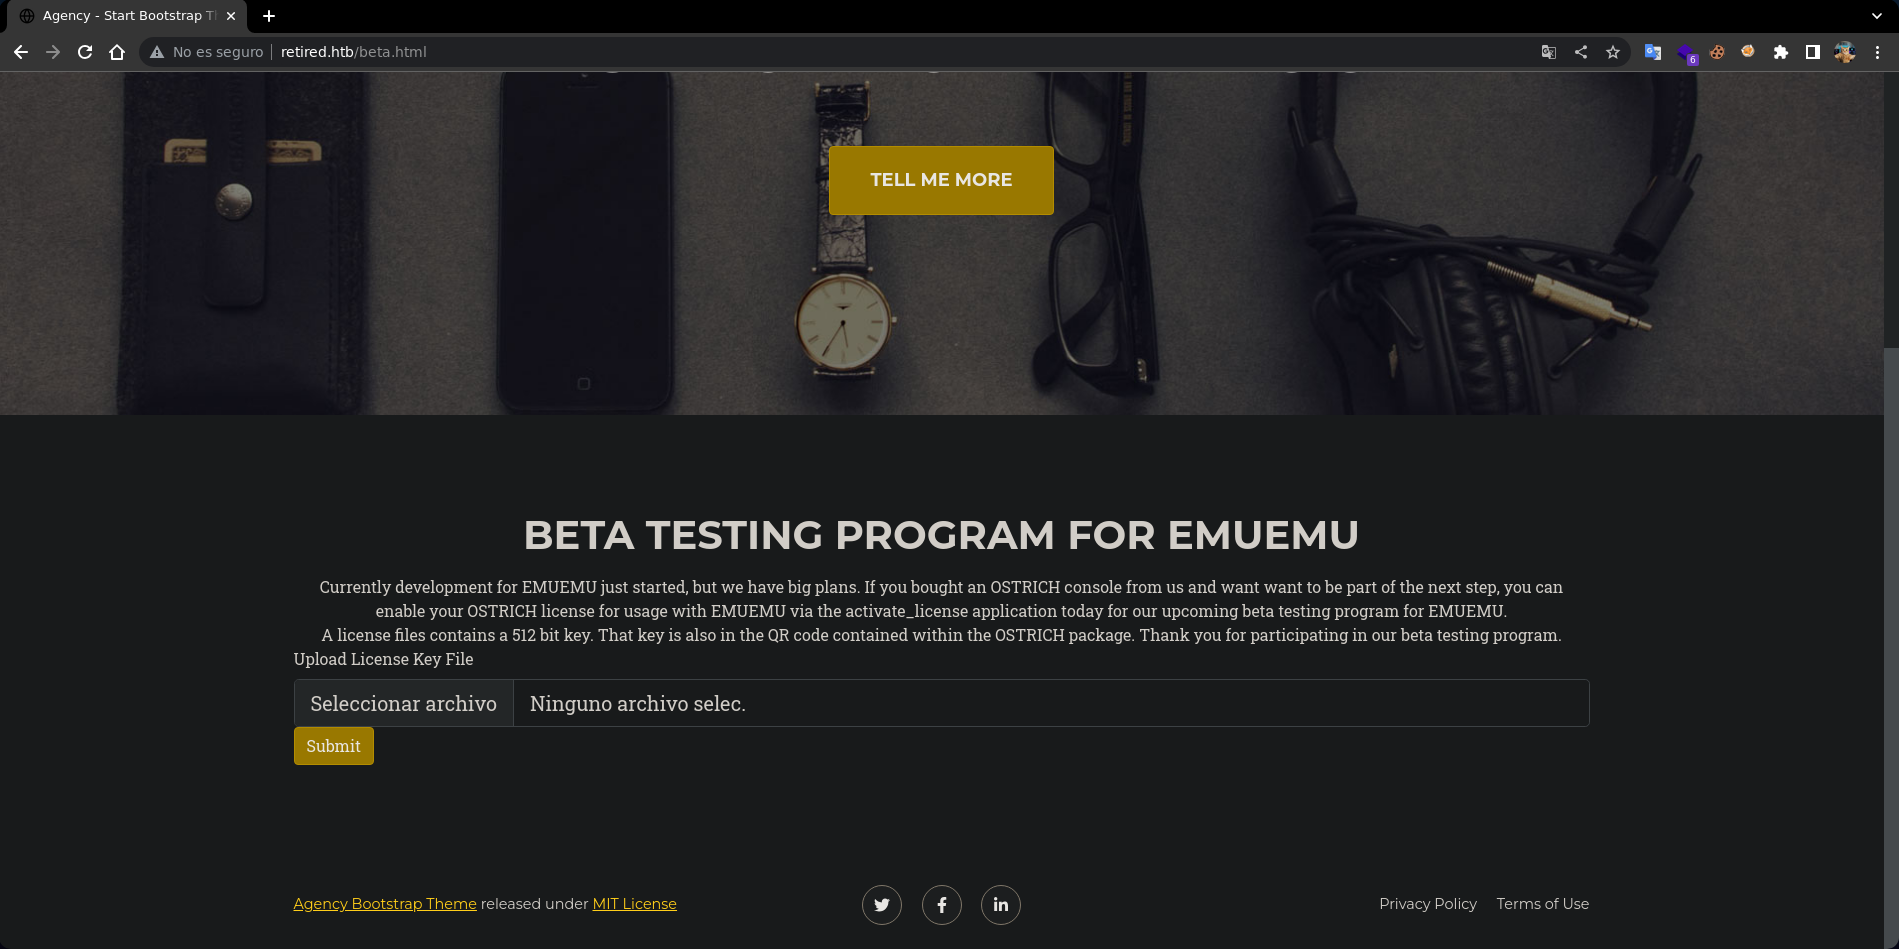 Agency - Start Bootstrap T
No es seguro retired.htb/beta.html
6
TELL ME MORE
BETA TESTING PROGRAM FOR EMUEMU
Currently development for EMUEMU just started, but we have big plans. If you bought an OSTRICH console from us and want want to be part of the next step, you can
enable your OSTRICH license for usage with EMUEMU via the activate_license application today for our upcoming beta testing program for EMUEMU.
A license files contains a 512 bit key. That key is also in the QR code contained within the OSTRICH package. Thank you for participating in our beta testing program.
Upload License Key File
Seleccionar archivo Ninguno archivo selec.
Submit
Agency Bootstrap Theme released under MIT License
Privacy Policy Terms of Use